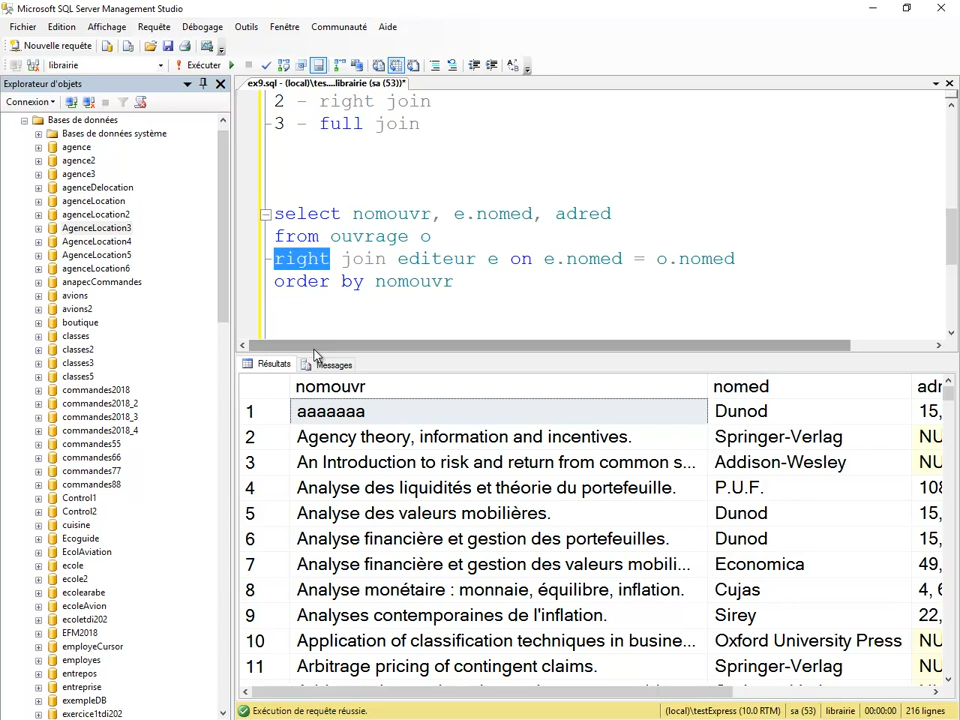 Microsoft SQL Server Management Studio
Fichier Edition Affichage Requête Débogage Outils Fenêtre Communauté Aide
Nouvelle requête
librairie Exécuter
Explorateur d'objets
Connexion
ex9.sql - (local)\tes....librairie (sa (53))*
Bases de données
Bases de données système
agence
agence2
agence3
agenceDelocation
agenceLocation
agenceLocation2
AgenceLocation3
AgenceLocation4
AgenceLocation5
agenceLocation6
anapecCommandes
avions
avions2
boutique
classes
classes2
classes3
classes5
commandes2018
commandes2018_2
commandes2018_3
commandes2018_4
commandes55
commandes66
commandes77
commandes88
Control1
Control2
cuisine
Ecoguide
EcolAviation
ecole
ecole2
ecolearabe
ecoleAvion
ecoletdi202
EFM2018
employeCursor
employes
entrepos
entreprise
exempleDB
exercice1tdi202
2 - right join
3 - full join
select nomouvr, e.nomed, adred
from ouvrage o
right join editeur e on e.nomed = o.nomed
order by nomouvr
Résultats Messages
nomouvr nomed adr
1 aaaaaaa Dunod 15,
2 Agency theory, information and incentives. Springer-Verlag NU
3 An Introduction to risk and return from common s... Addison-Wesley NU
4 Analyse des liquidités et théorie du portefeuille. P.U.F. 108
5 Analyse des valeurs mobilières. Dunod 15,
6 Analyse financière et gestion des portefeuilles. Dunod 15,
7 Analyse financière et gestion des valeurs mobili... Economica 49,
8 Analyse monétaire : monnaie, équilibre, inflation. Cujas 4, 6
9 Analyses contemporaines de l'inflation. Sirey 22,
10 Application of classification techniques in busine... Oxford University Press NU
11 Arbitrage pricing of contingent claims. Springer-Verlag NU
Exécution de requête réussie. (local)\testExpress (10.0 RTM) sa (53) librairie 00:00:00 216 lignes